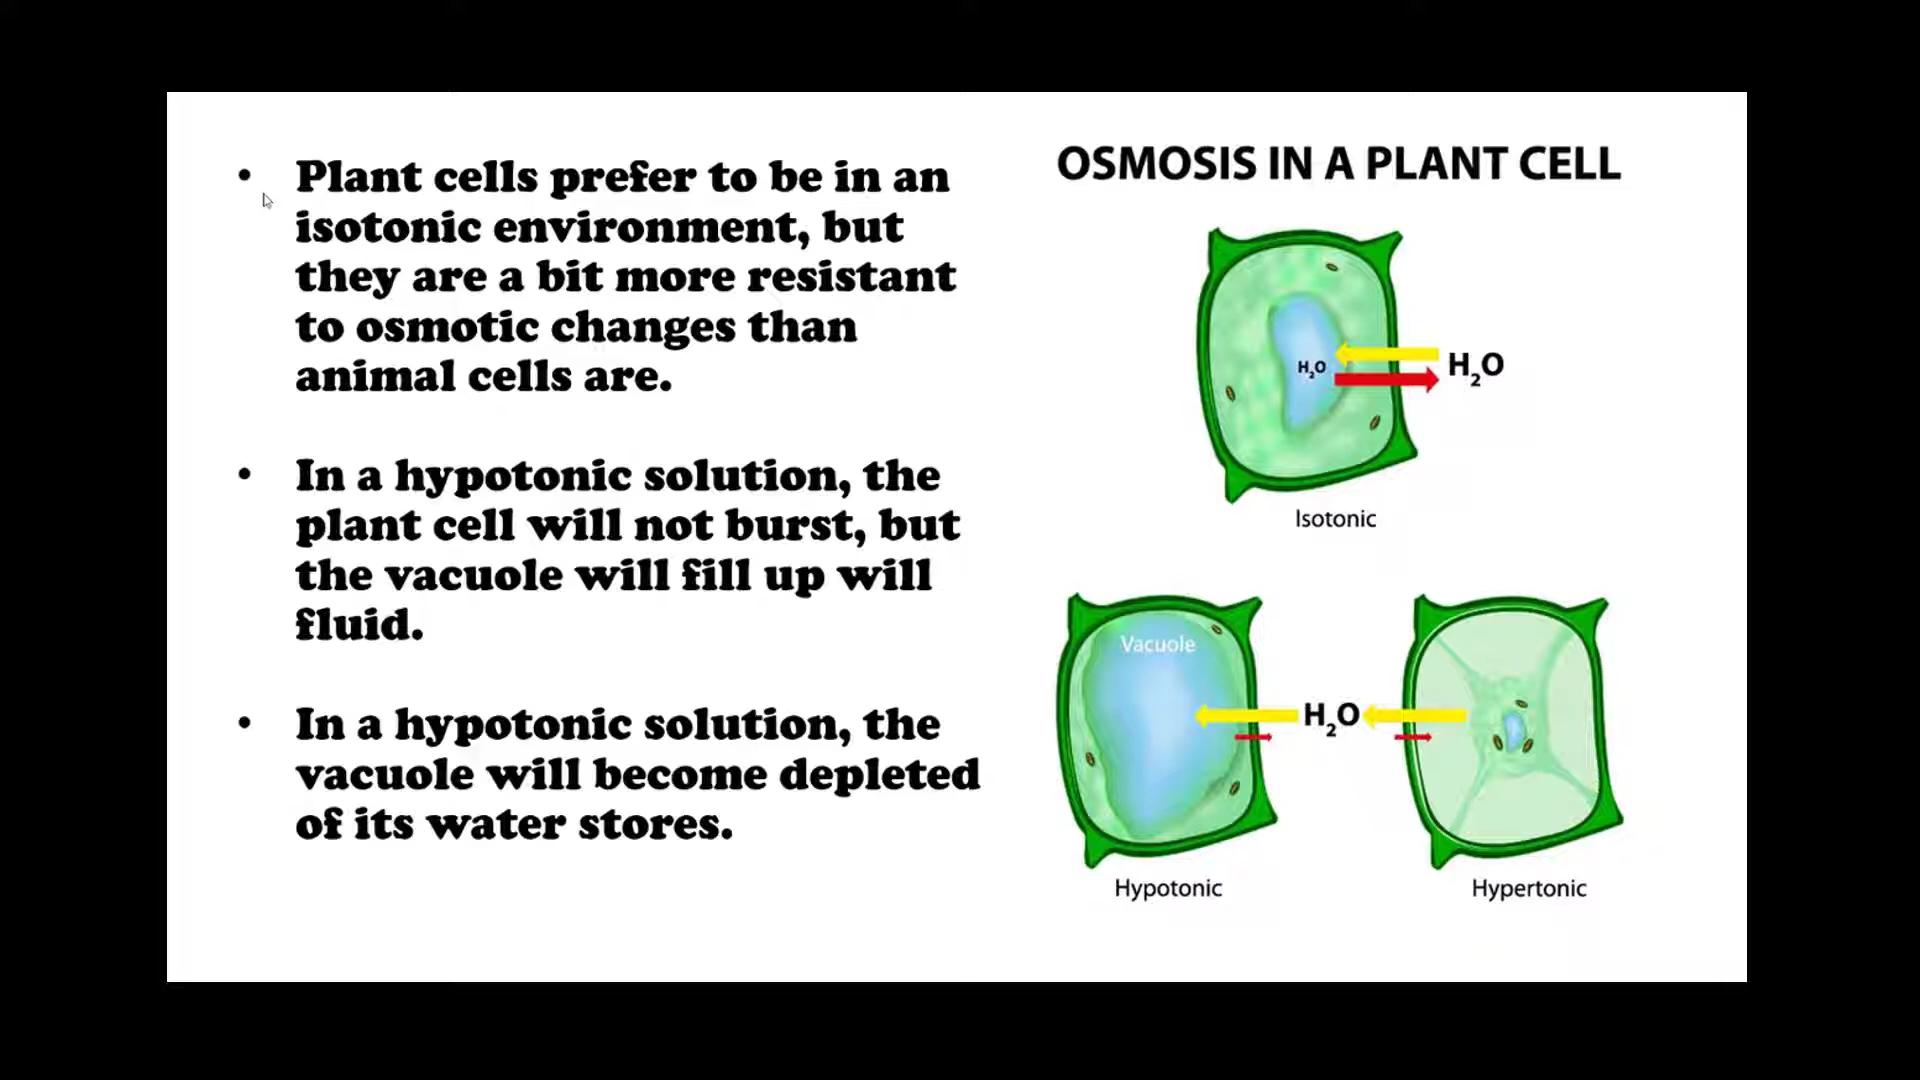 • Plant cells prefer to be in an
isotonic environment, but
they are a bit more resistant
to osmotic changes than
animal cells are.
• In a hypotonic solution, the
plant cell will not burst, but
the vacuole will fill up will
fluid.
• In a hypotonic solution, the
vacuole will become depleted
of its water stores.
OSMOSIS IN A PLANT CELL
H₂O
H₂O
Isotonic
Vacuole
H₂O
Hypotonic
Hypertonic